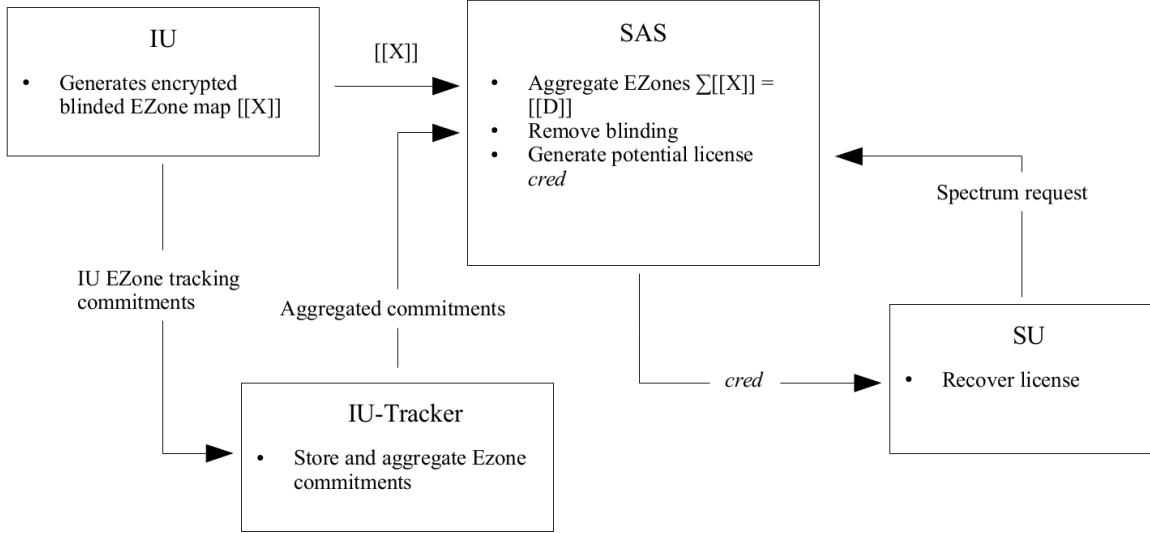 IU
• Generates encrypted
blinded EZone map [[X]]
[[X]]
SAS
• Aggregate EZones ∑[[X]] =
[[D]]
• Remove blinding
• Generate potential license
cred
Spectrum request
IU EZone tracking
commitments
Aggregated commitments
SU
• Recover license
cred
IU-Tracker
• Store and aggregate Ezone
commitments